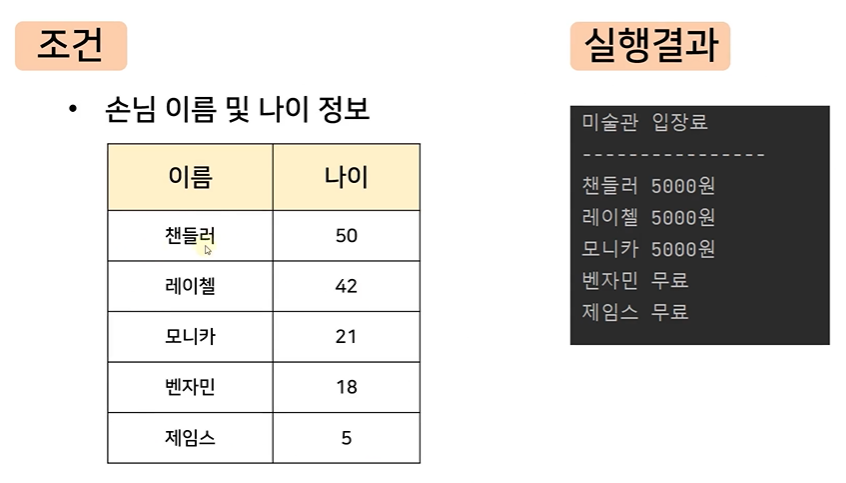 조건
• 손님 이름 및 나이 정보
이름 나이
챈들러 50
레이첼 42
모니카 21
벤자민 18
제임스 5
실행결과
미술관 입장료
----------------
챈들러 5000원
레이첼 5000원
모니카 5000원
벤자민 무료
제임스 무료